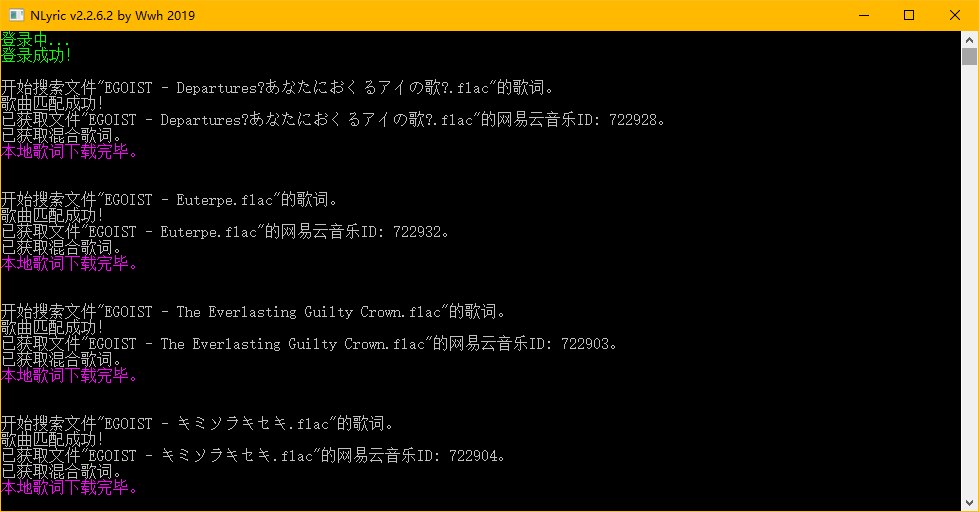 NLyric v2.2.6.2 by Wwh 2019
登录中...
登录成功!
开始搜索文件"EGOIST - Departures?あなたにおくるアイの歌?.flac"的歌词。
歌曲匹配成功!
已获取文件"EGOIST - Departures?あなたにおくるアイの歌?.flac"的网易云音乐ID: 722928。
已获取混合歌词。
本地歌词下载完毕。
开始搜索文件"EGOIST - Euterpe.flac"的歌词。
歌曲匹配成功!
已获取文件"EGOIST - Euterpe.flac"的网易云音乐ID: 722932。
已获取混合歌词。
本地歌词下载完毕。
开始搜索文件"EGOIST - The Everlasting Guilty Crown.flac"的歌词。
歌曲匹配成功!
已获取文件"EGOIST - The Everlasting Guilty Crown.flac"的网易云音乐ID: 722903。
已获取混合歌词。
本地歌词下载完毕。
开始搜索文件"EGOIST - キミソラキセキ.flac"的歌词。
歌曲匹配成功!
已获取文件"EGOIST - キミソラキセキ.flac"的网易云音乐ID: 722904。
已获取混合歌词。
本地歌词下载完毕。